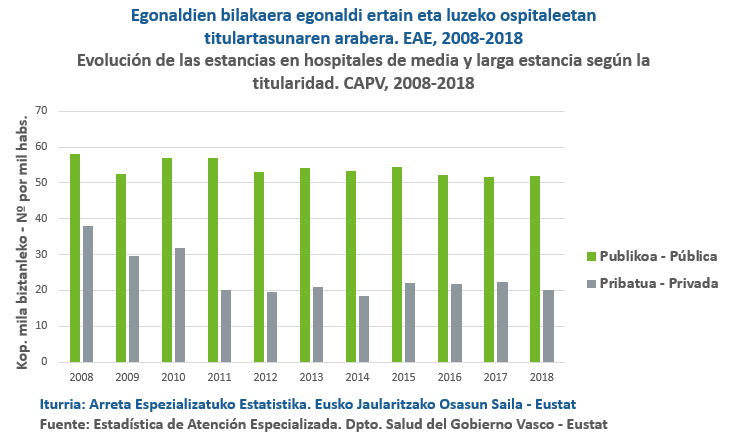 Egonaldien bilakaera egonaldi ertain eta luzeko ospitaleetan
titulartasunaren arabera. EAE, 2008-2018
Evolución de las estancias en hospitales de media y larga estancia según la
titularidad. CAPV, 2008-2018
Kop. mila biztanleko - Nº por mil habs.
70
60
50
40
30
20
10
0
2008 2009 2010 2011 2012 2013 2014 2015 2016 2017 2018
Publikoa - Pública
Pribatua - Privada
Iturria: Arreta Espezializatuko Estatistika. Eusko Jaularitzako Osasun Saila - Eustat
Fuente: Estadística de Atención Especializada. Dpto. Salud del Gobierno Vasco - Eustat